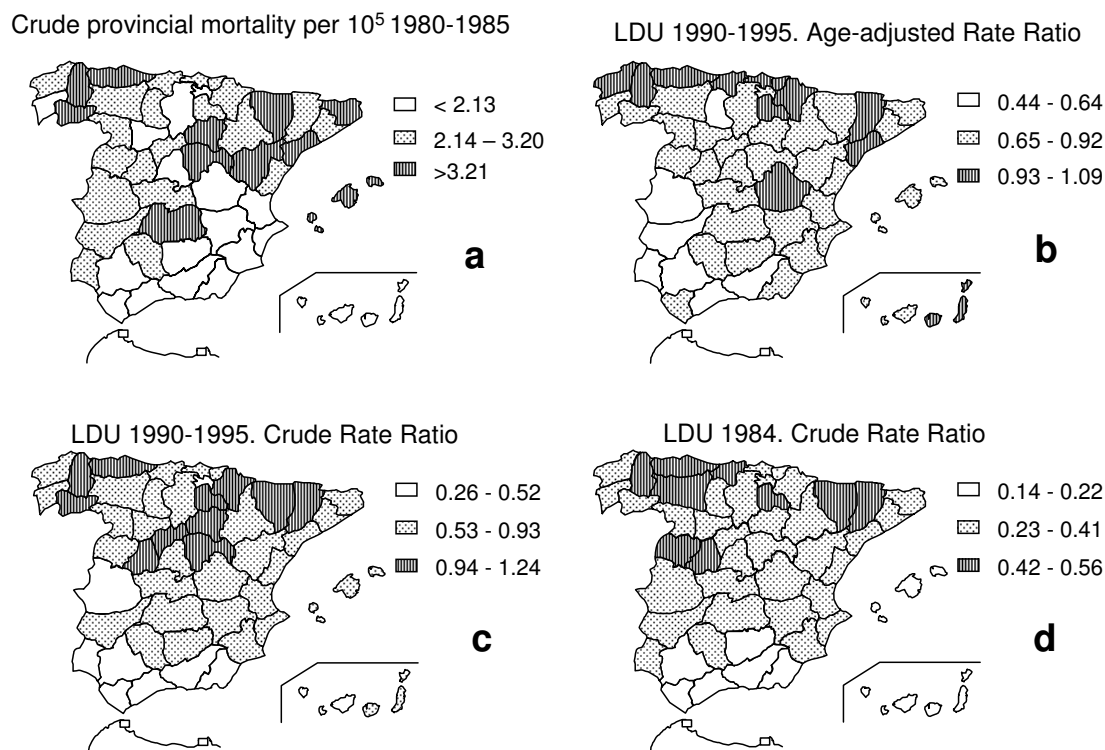 Crude provincial mortality per 10⁵ 1980-1985
< 2.13
2.14 – 3.20
>3.21
a
LDU 1990-1995. Age-adjusted Rate Ratio
0.44 - 0.64
0.65 - 0.92
0.93 - 1.09
b
LDU 1990-1995. Crude Rate Ratio
0.26 - 0.52
0.53 - 0.93
0.94 - 1.24
c
LDU 1984. Crude Rate Ratio
0.14 - 0.22
0.23 - 0.41
0.42 - 0.56
d